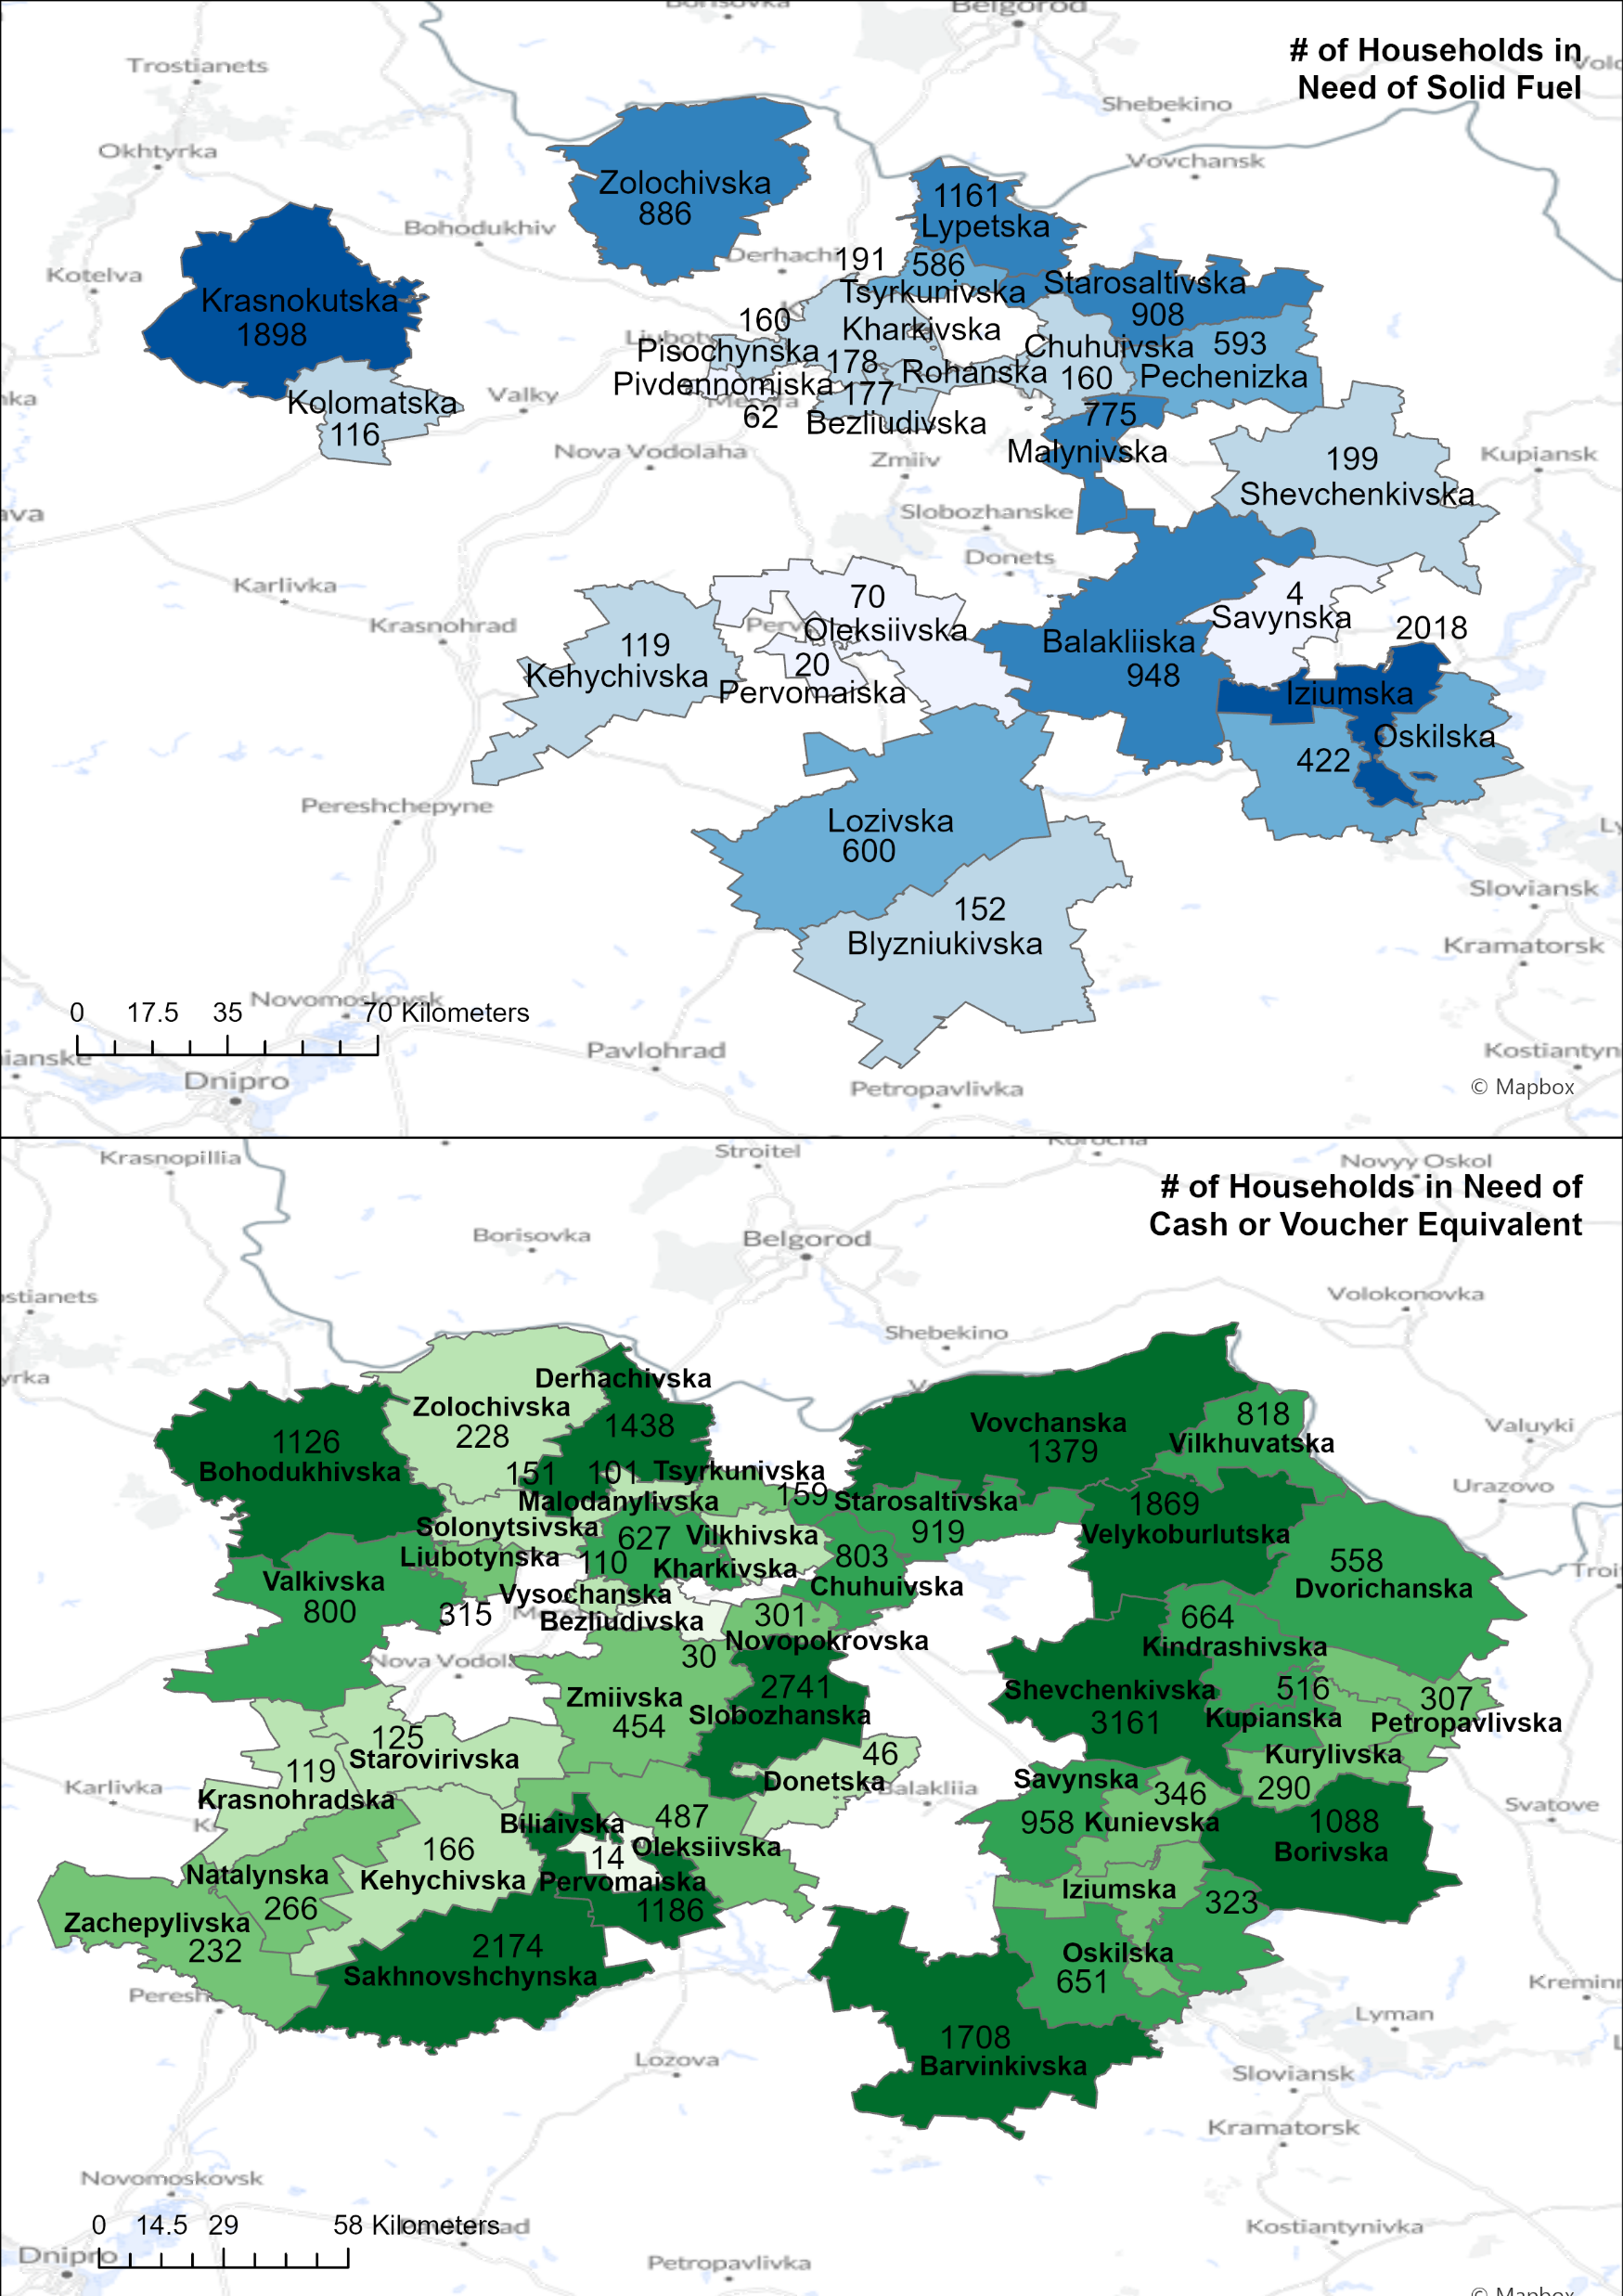 Belgorod
# of Households in
Need of Solid Fuel
Trostianets
Shebekino
Okhtyrka
Vovchansk
Zolochivska
886
1161
Lypetska
Bohodukhiv
Kotelva
Derhachi
191
586
Tsyrkunivska
Starosaltivska
908
Krasnokutska
1898
160
Kharkivska
Pisochynska
Chuhuivska
160
593
Pechenizka
178
Rohanska
Pivdennomiska
62
177
Bezliudivska
Kolomatska
116
Valky
775
Malynivska
Nova Vodolaha
Zmiiv
199
Shevchenkivska
Kupiansk
Slobozhanske
Donets
Karlivka
Krasnohrad
70
Oleksiivska
4
Savynska
2018
119
Kehychivska
20
Pervomaiska
Balakliiska
948
Iziumska
Oskilska
422
Pereshchepyne
Lozivska
600
Sloviansk
152
Blyzniukivska
Kramatorsk
Novomoskovsk
0 17.5 35 70 Kilometers
Pavlohrad
Dnipro
Petropavlivka
© Mapbox
Krasnopillia
Stroitel
Novyy Oskol
# of Households in Need of
Cash or Voucher Equivalent
Borisovka
Belgorod
Volokonovka
Shebekino
Derhachivska
1438
Zolochivska
228
Vovchanska
1379
818
Vilkhuvatska
Valuyki
1126
Bohodukhivska
151
101
Tsyrkunivska
159
Malodanylivska
Starosaltivska
919
1869
Velykoburlutska
Urazovo
Solonytsivska
627
Vilkhivska
Liubotynska
110
Kharkivska
803
Chuhuivska
558
Dvorichanska
Valkivska
800
315
Vysochanska
Bezliudivska
30
301
Novopokrovska
664
Kindrashivska
Zmiivska
454
2741
Slobozhanska
Shevchenkivska
3161
516
Kupianska
307
Petropavlivska
125
Starovirivska
119
Krasnohradska
46
Donetska
Balakliia
Kurylivska
290
Karlivka
Savynska
958
346
Kunievska
1088
Borivska
Svatove
Biliaivska
487
Oleksiivska
166
Kehychivska
14
Pervomaiska
1186
Natalynska
266
Iziumska
323
Zachepylivska
232
2174
Sakhnovshchynska
Oskilska
651
Lyman
1708
Barvinkivska
Lozova
Sloviansk
Kramatorsk
Novomoskovsk
0 14.5 29 58 Kilometers
Kostiantynivka
Dnipro
Petropavlivka
© Mapbox